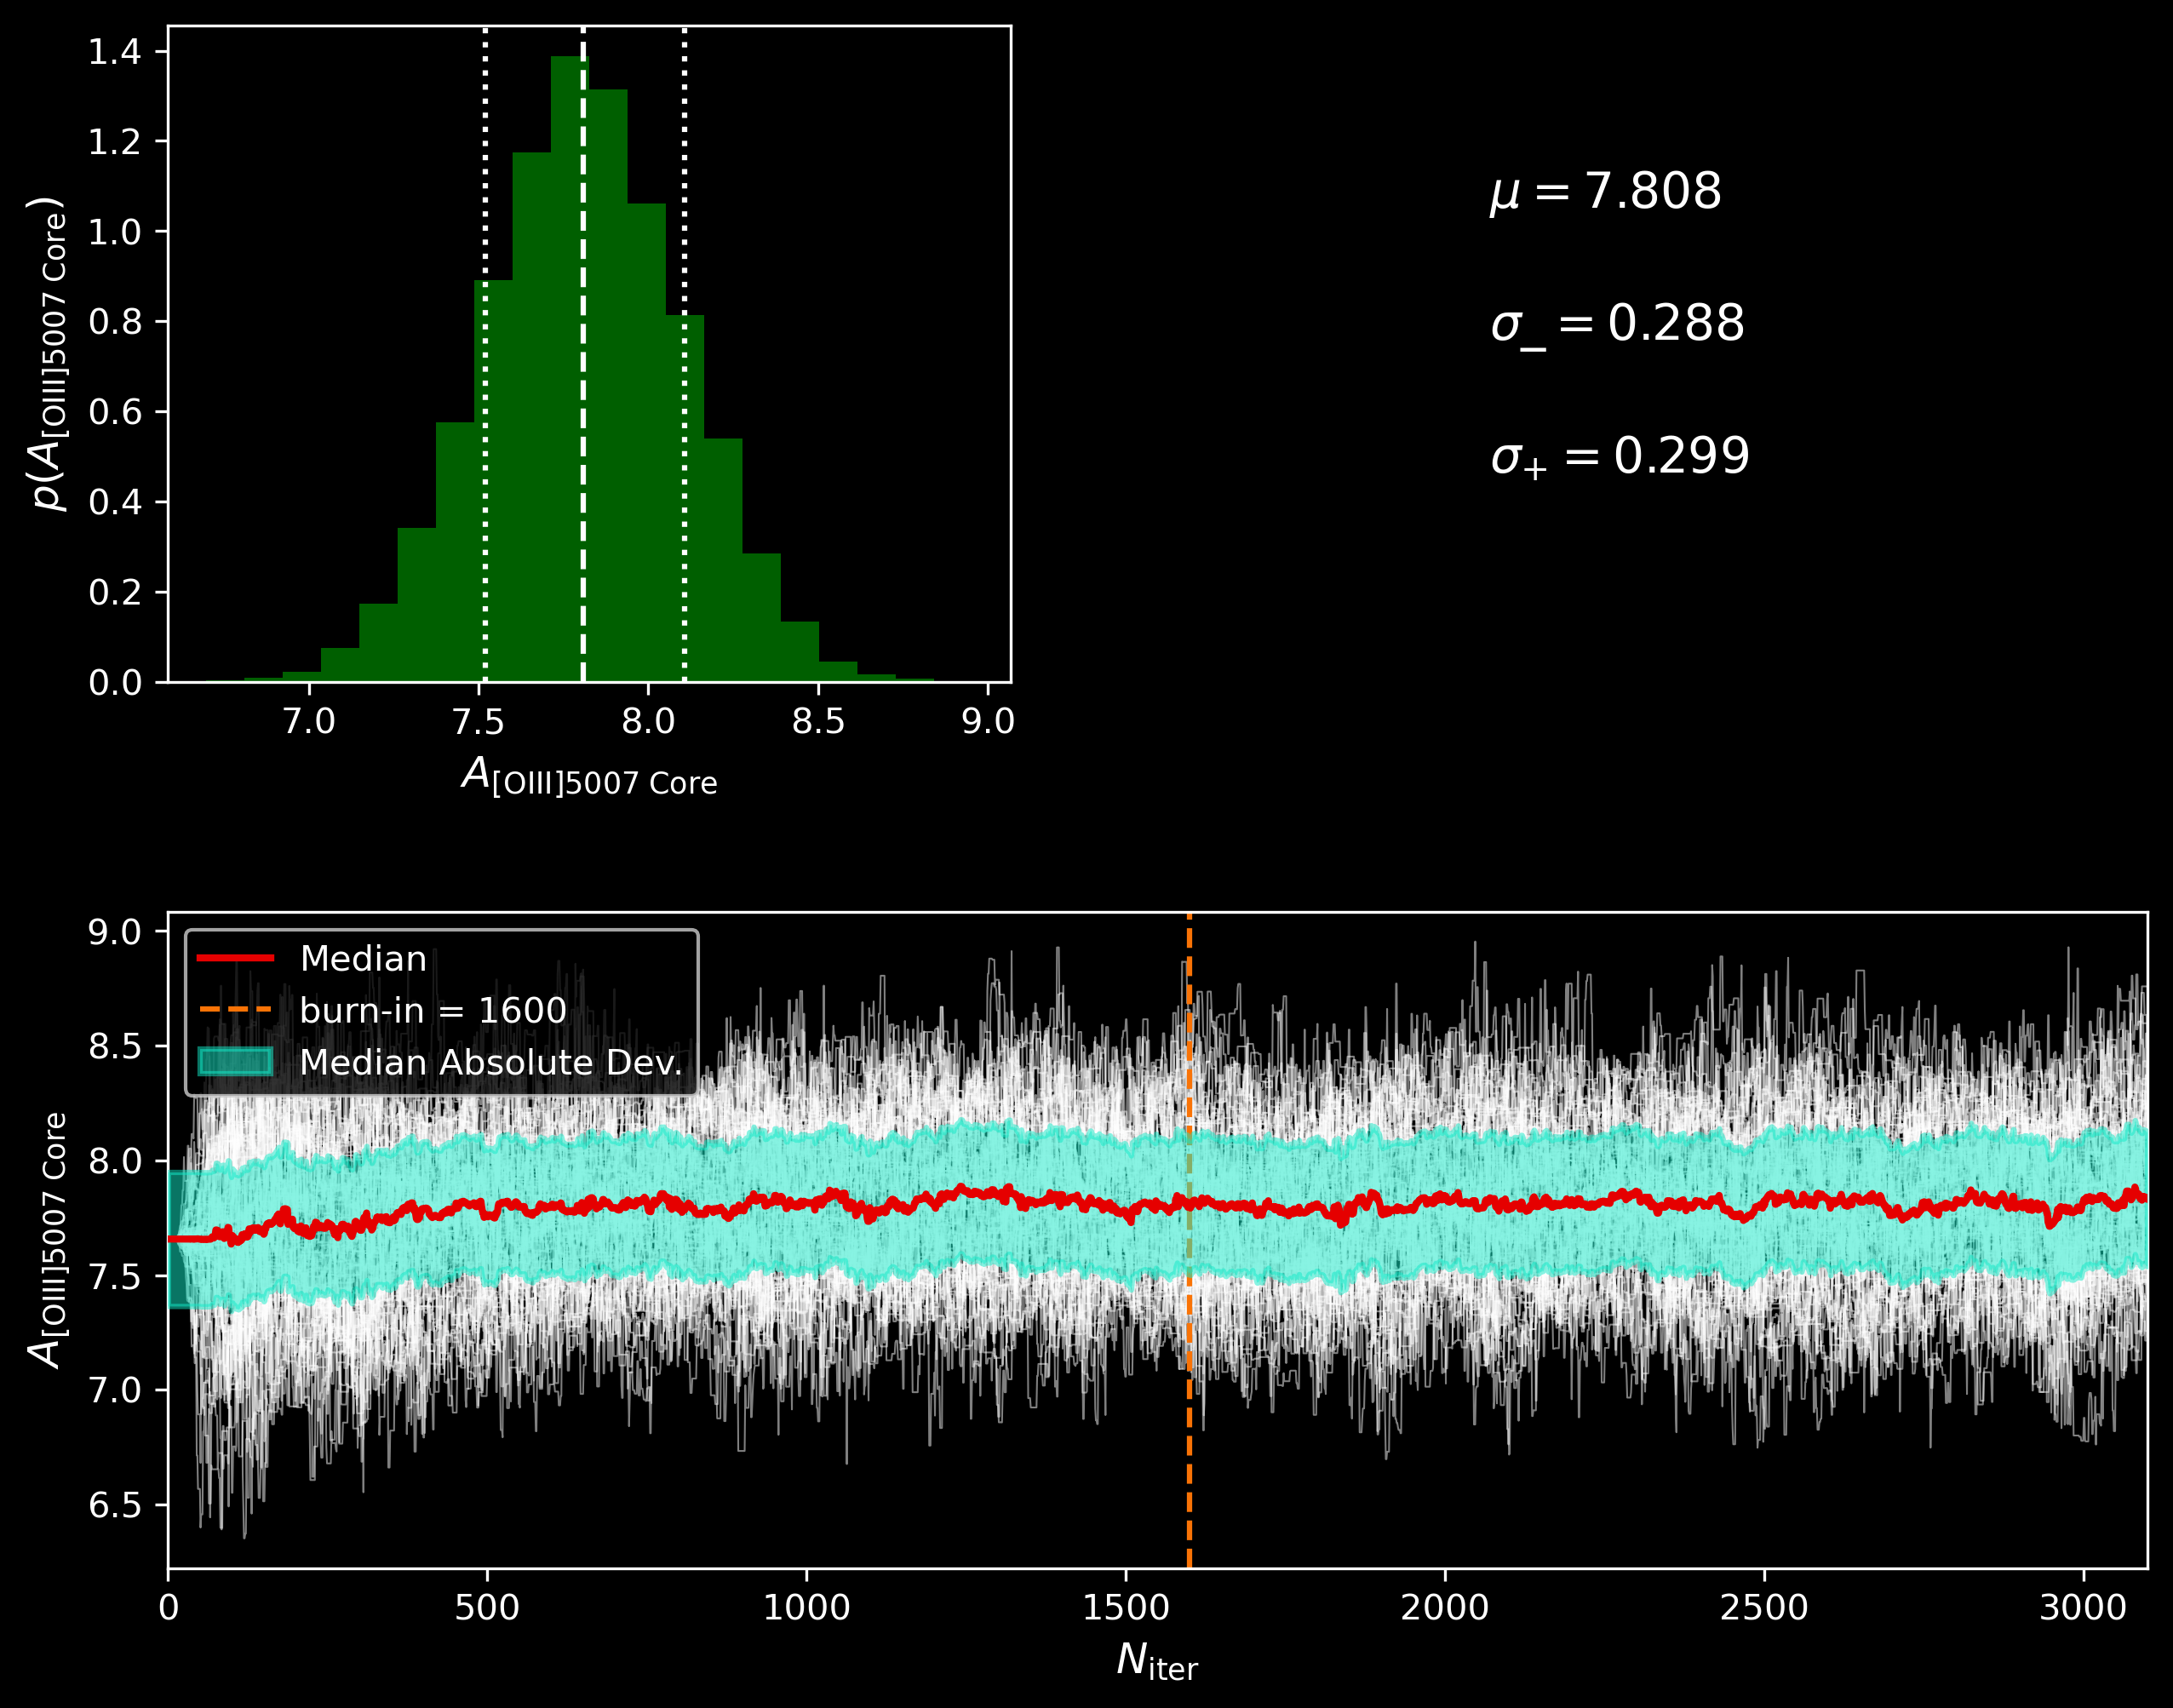 1.4
1.2
1.0
0.8
0.6
0.4
0.2
0.0
p(A[OIII]5007 Core)
7.0 7.5 8.0 8.5 9.0
A[OIII]5007 Core
μ = 7.808
σ− = 0.288
σ+ = 0.299
9.0
8.5
8.0
7.5
7.0
6.5
A[OIII]5007 Core
Median
burn-in = 1600
Median Absolute Dev.
0 500 1000 1500 2000 2500 3000
Niter